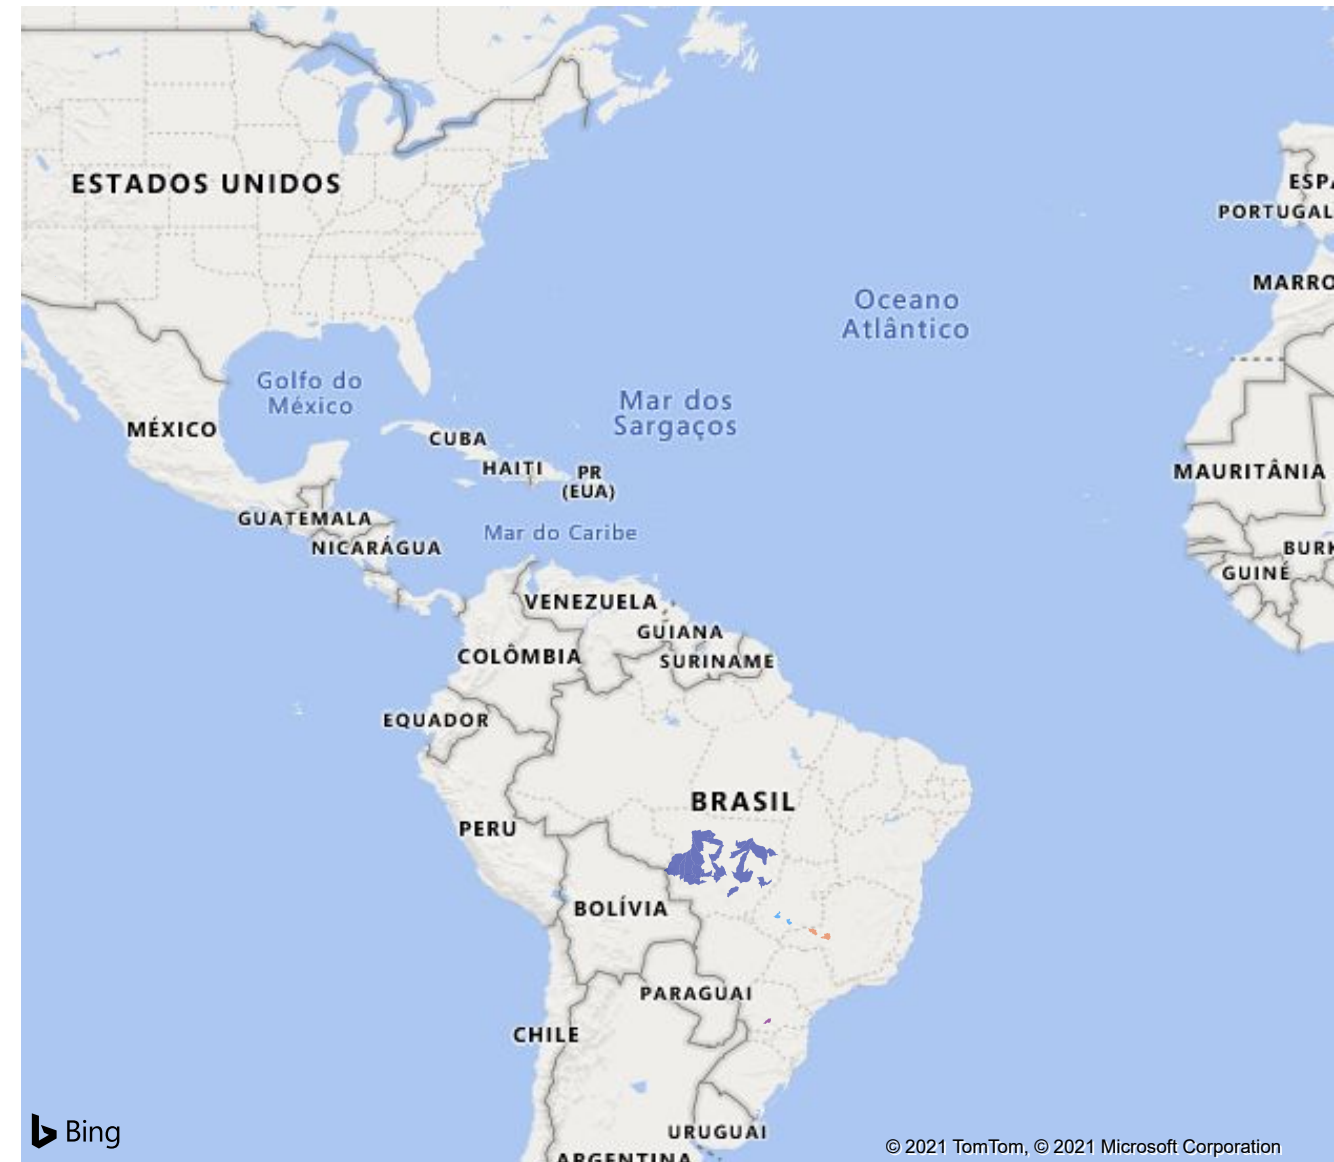 ESTADOS UNIDOS
ESPA
PORTUGAL
MARRO
Oceano
Atlântico
Golfo do
México
Mar dos
Sargaços
MÉXICO
CUBA
HAITI
PR
(EUA)
MAURITÂNIA
GUATEMALA
Mar do Caribe
NICARÁGUA
BURK
GUINÉ
VENEZUELA
GUIANA
COLÔMBIA
SURINAME
EQUADOR
BRASIL
PERU
BOLÍVIA
PARAGUAI
CHILE
URUGUAI
ARGENTINA
Bing
© 2021 TomTom, © 2021 Microsoft Corporation